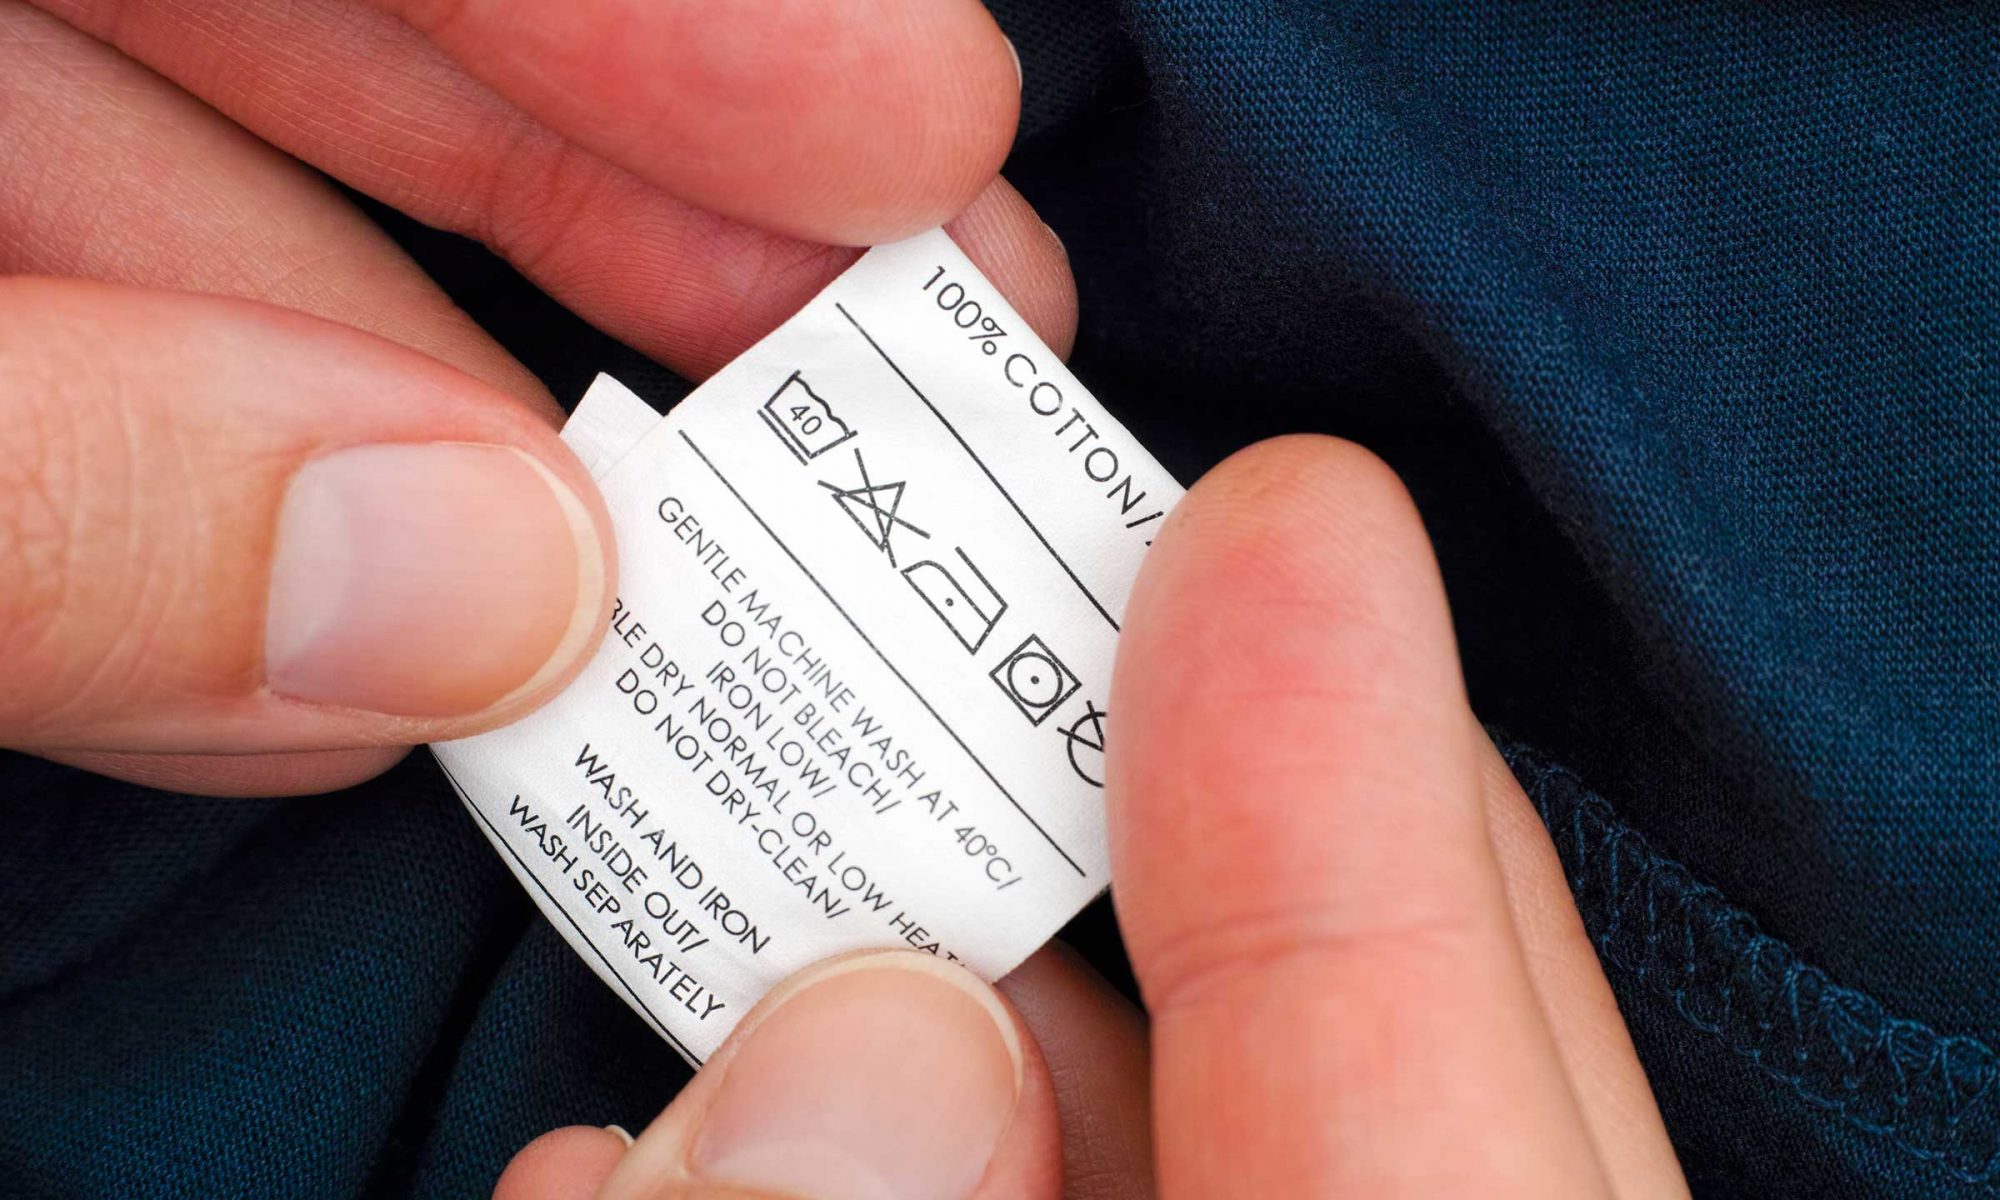 100% COTTON/
40
GENTLE MACHINE WASH AT 40°C/
DO NOT BLEACH/
IRON LOW/
DRY NORMAL OR LOW HEAT
DO NOT DRY-CLEAN/
WASH AND IRON
INSIDE OUT/
WASH SEPARATELY